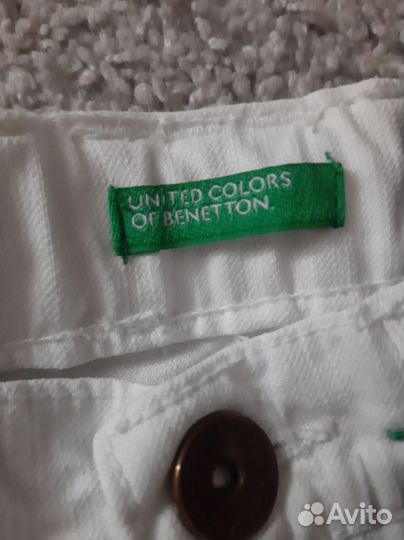 UNITED COLORS
OF BENETTON.
Avito